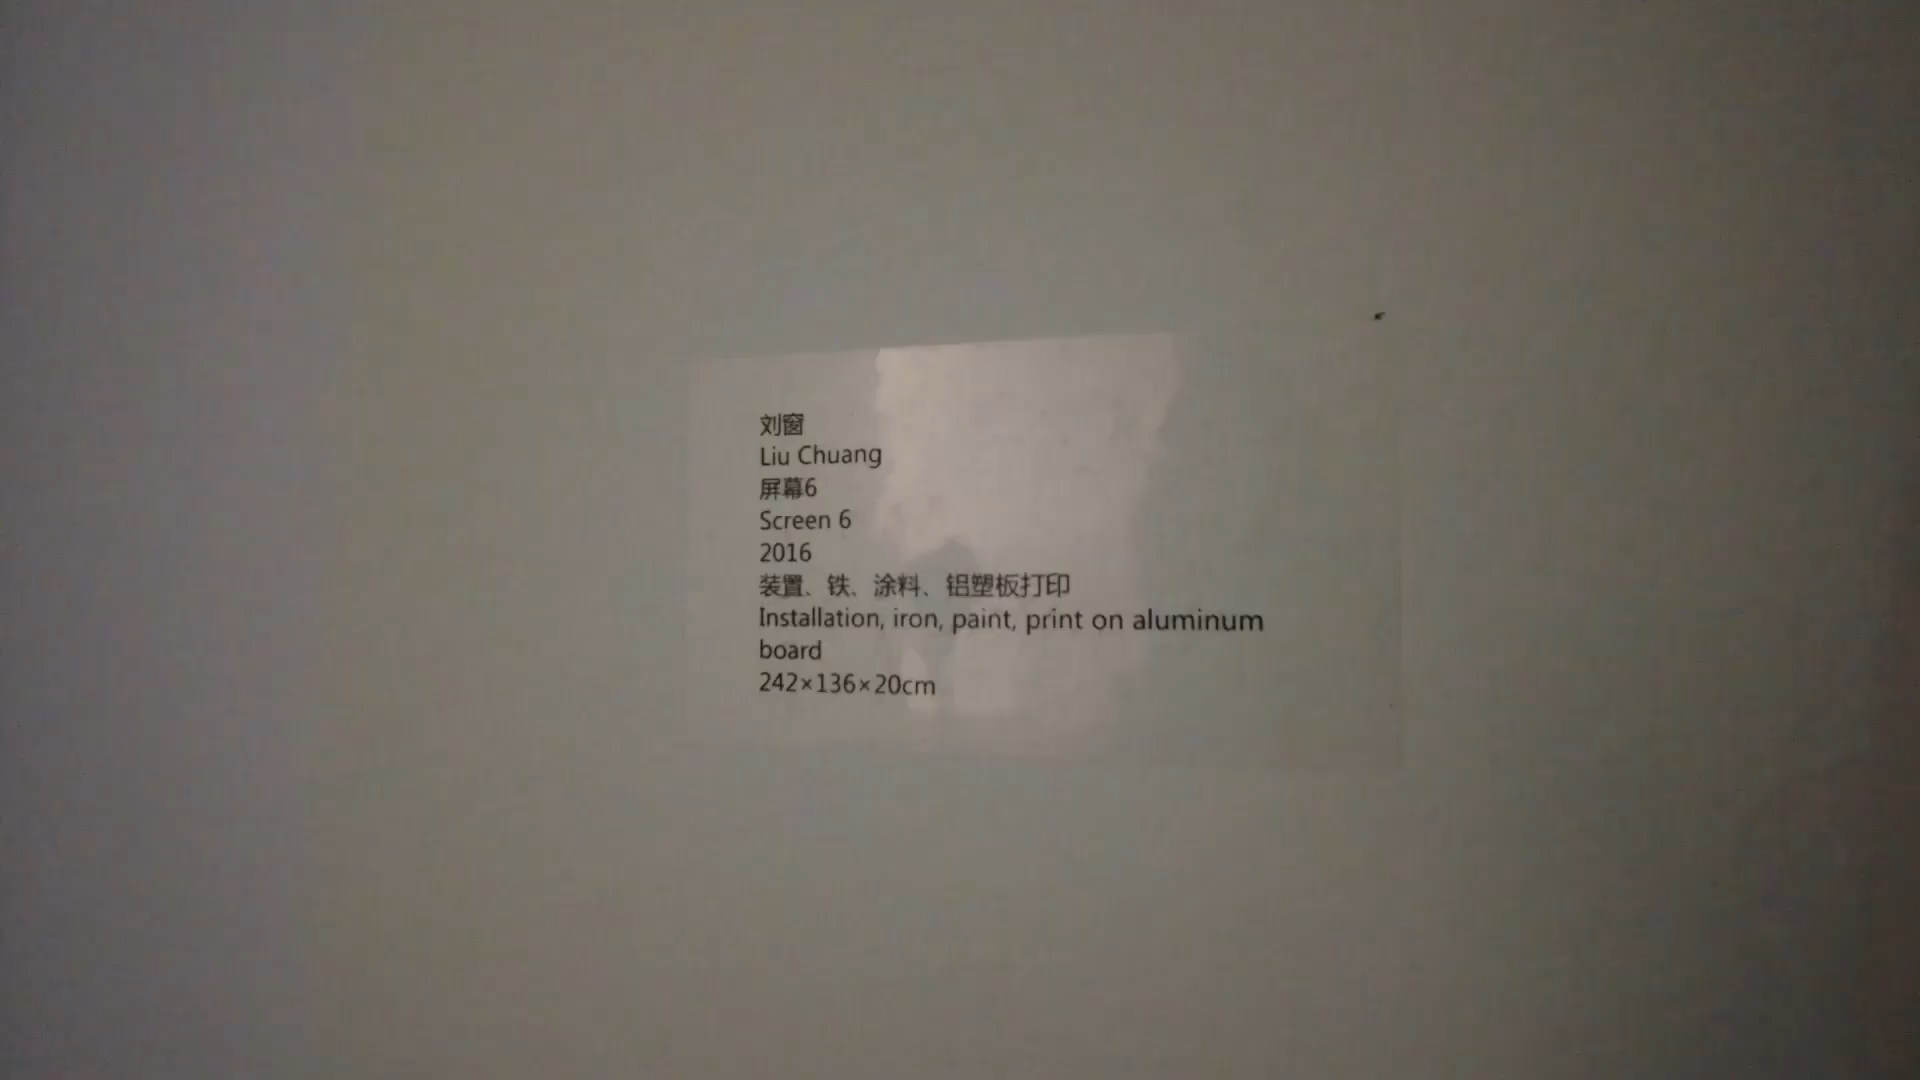 刘窗
Liu Chuang
屏幕6
Screen 6
2016
装置、铁、涂料、铝塑板打印
Installation, iron, paint, print on aluminum
board
242×136×20cm